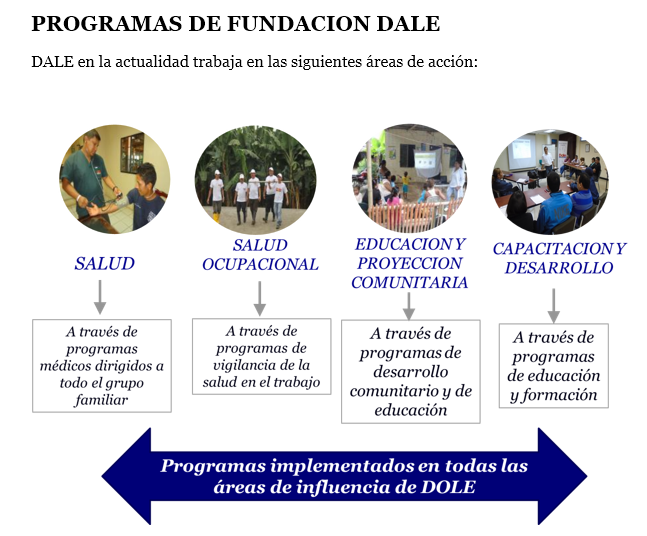 PROGRAMAS DE FUNDACION DALE
DALE en la actualidad trabaja en las siguientes áreas de acción:
SALUD
SALUD
OCUPACIONAL
EDUCACION Y
PROYECCION
COMUNITARIA
CAPACITACION Y
DESARROLLO
A través de
programas
médicos dirigidos a
todo el grupo
familiar
A través de
programas de
vigilancia de la
salud en el trabajo
A través de
programas de
desarrollo
comunitario y de
educación
A través de
programas
de educación
y formación
Programas implementados en todas las
áreas de influencia de DOLE